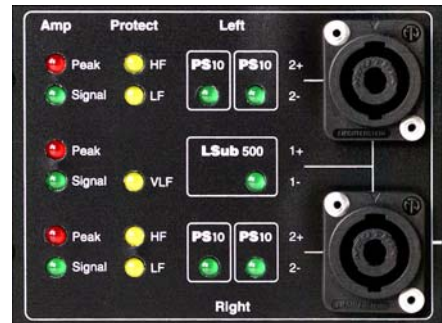 Amp Protect Left
Peak HF PS10 PS10 2+
Signal LF 2-
Peak LSub 500 1+
Signal VLF 1-
Peak HF PS10 PS10 2+
Signal LF 2-
Right